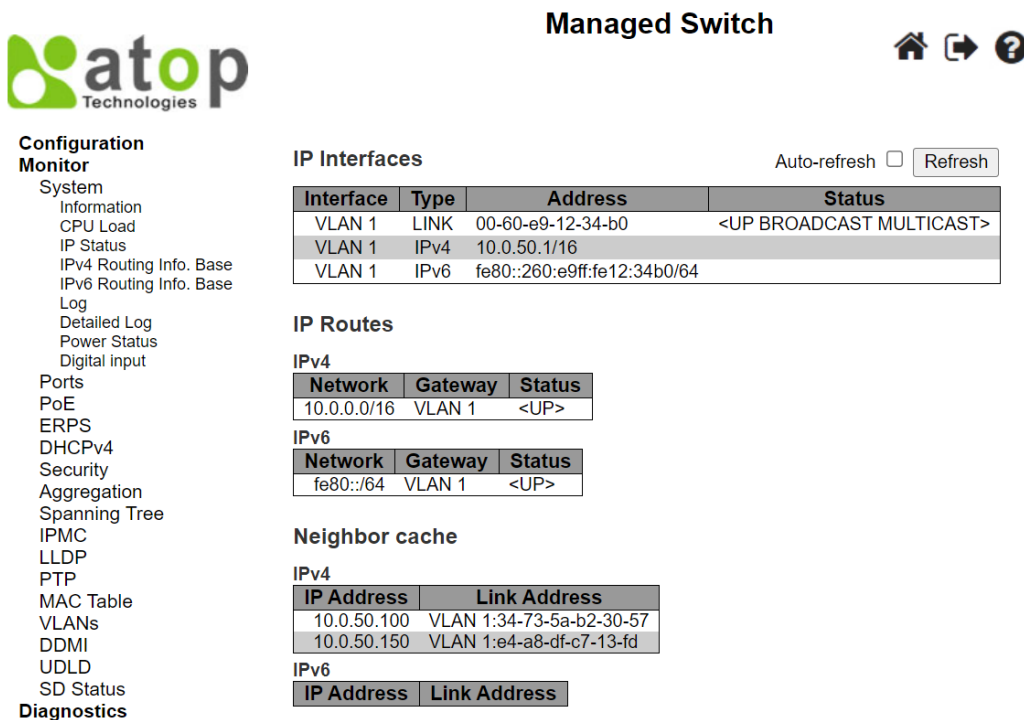 Managed Switch
atop
Technologies
?
Configuration
Monitor
System
Information
CPU Load
IP Status
IPv4 Routing Info. Base
IPv6 Routing Info. Base
Log
Detailed Log
Power Status
Digital input
Ports
PoE
ERPS
DHCPv4
Security
Aggregation
Spanning Tree
IPMC
LLDP
PTP
MAC Table
VLANs
DDMI
UDLD
SD Status
Diagnostics
IP Interfaces
Auto-refresh Refresh
Interface Type Address Status
VLAN 1 LINK 00-60-e9-12-34-b0 <UP BROADCAST MULTICAST>
VLAN 1 IPv4 10.0.50.1/16
VLAN 1 IPv6 fe80::260:e9ff:fe12:34b0/64
IP Routes
IPv4
Network Gateway Status
10.0.0.0/16 VLAN 1 <UP>
IPv6
Network Gateway Status
fe80::/64 VLAN 1 <UP>
Neighbor cache
IPv4
IP Address Link Address
10.0.50.100 VLAN 1:34-73-5a-b2-30-57
10.0.50.150 VLAN 1:e4-a8-df-c7-13-fd
IPv6
IP Address Link Address